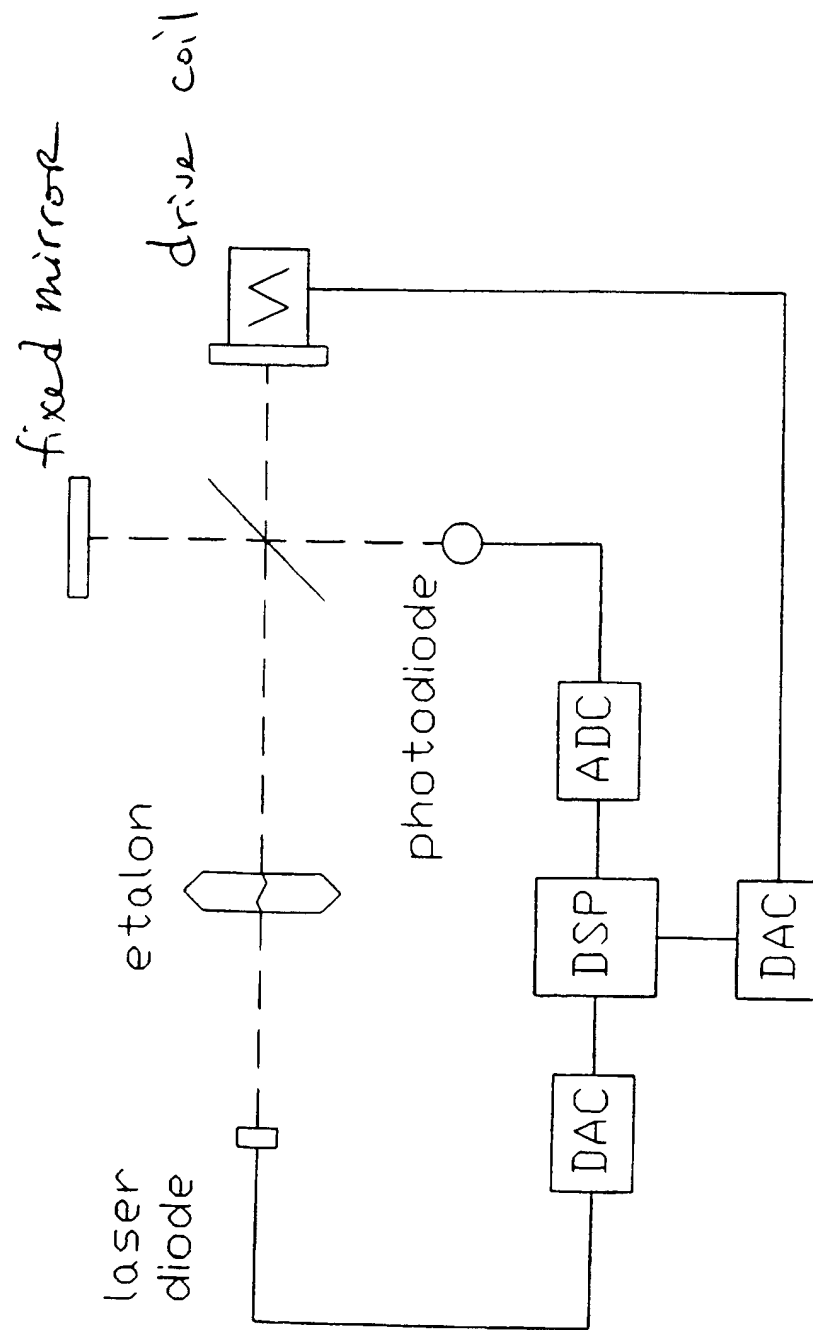 fixed mirror
drive coil
etalon
laser
diode
photodiode
ADC
DSP
DAC
DAC